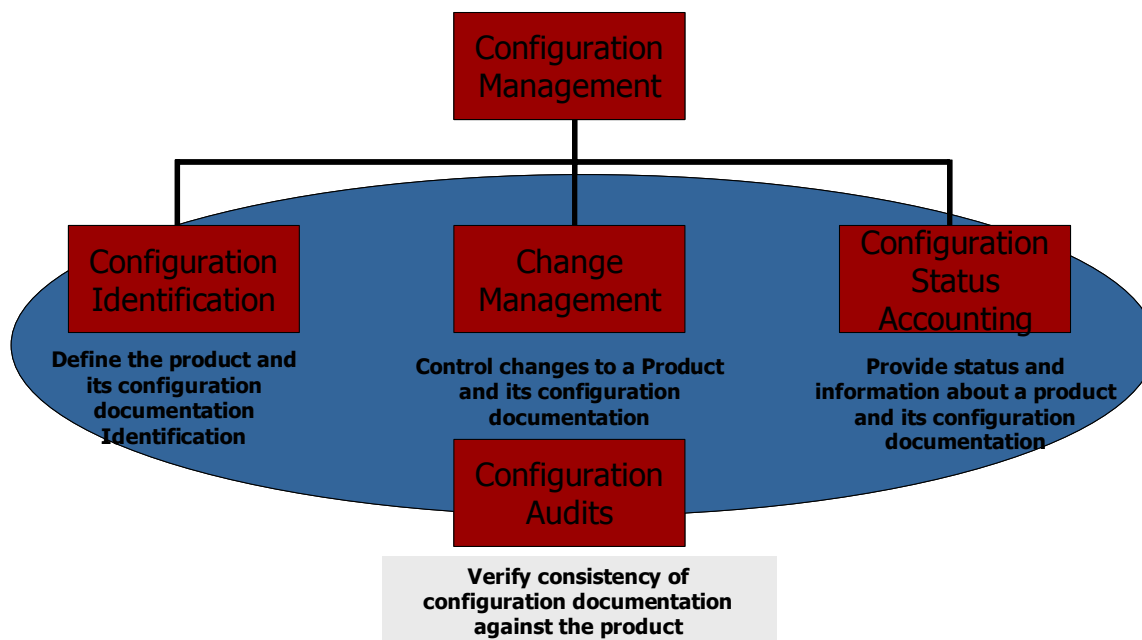 Configuration
Management
Configuration
Identification
Define the product and
its configuration
documentation
Identification
Change
Management
Control changes to a Product
and its configuration
documentation
Configuration
Status
Accounting
Provide status and
information about a product
and its configuration
documentation
Configuration
Audits
Verify consistency of
configuration documentation
against the product